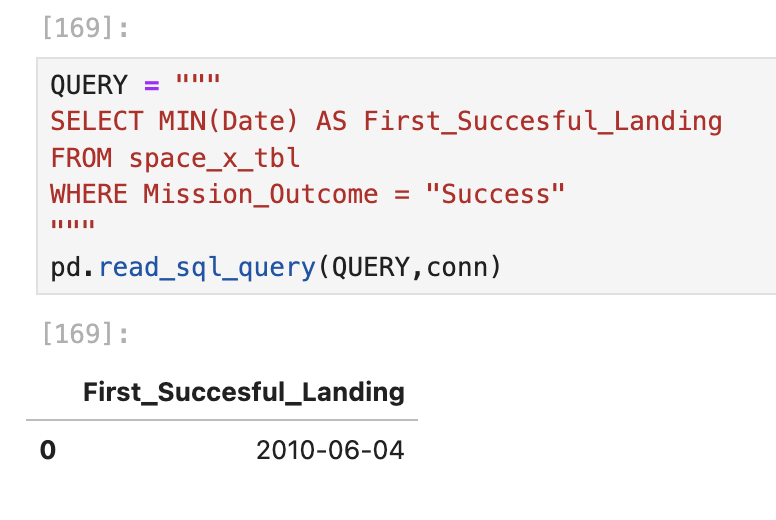 [169]:
QUERY = """
SELECT MIN(Date) AS First_Succesful_Landing
FROM space_x_tbl
WHERE Mission_Outcome = "Success"
"""
pd.read_sql_query(QUERY,conn)
[169]:
First_Succesful_Landing
0 2010-06-04